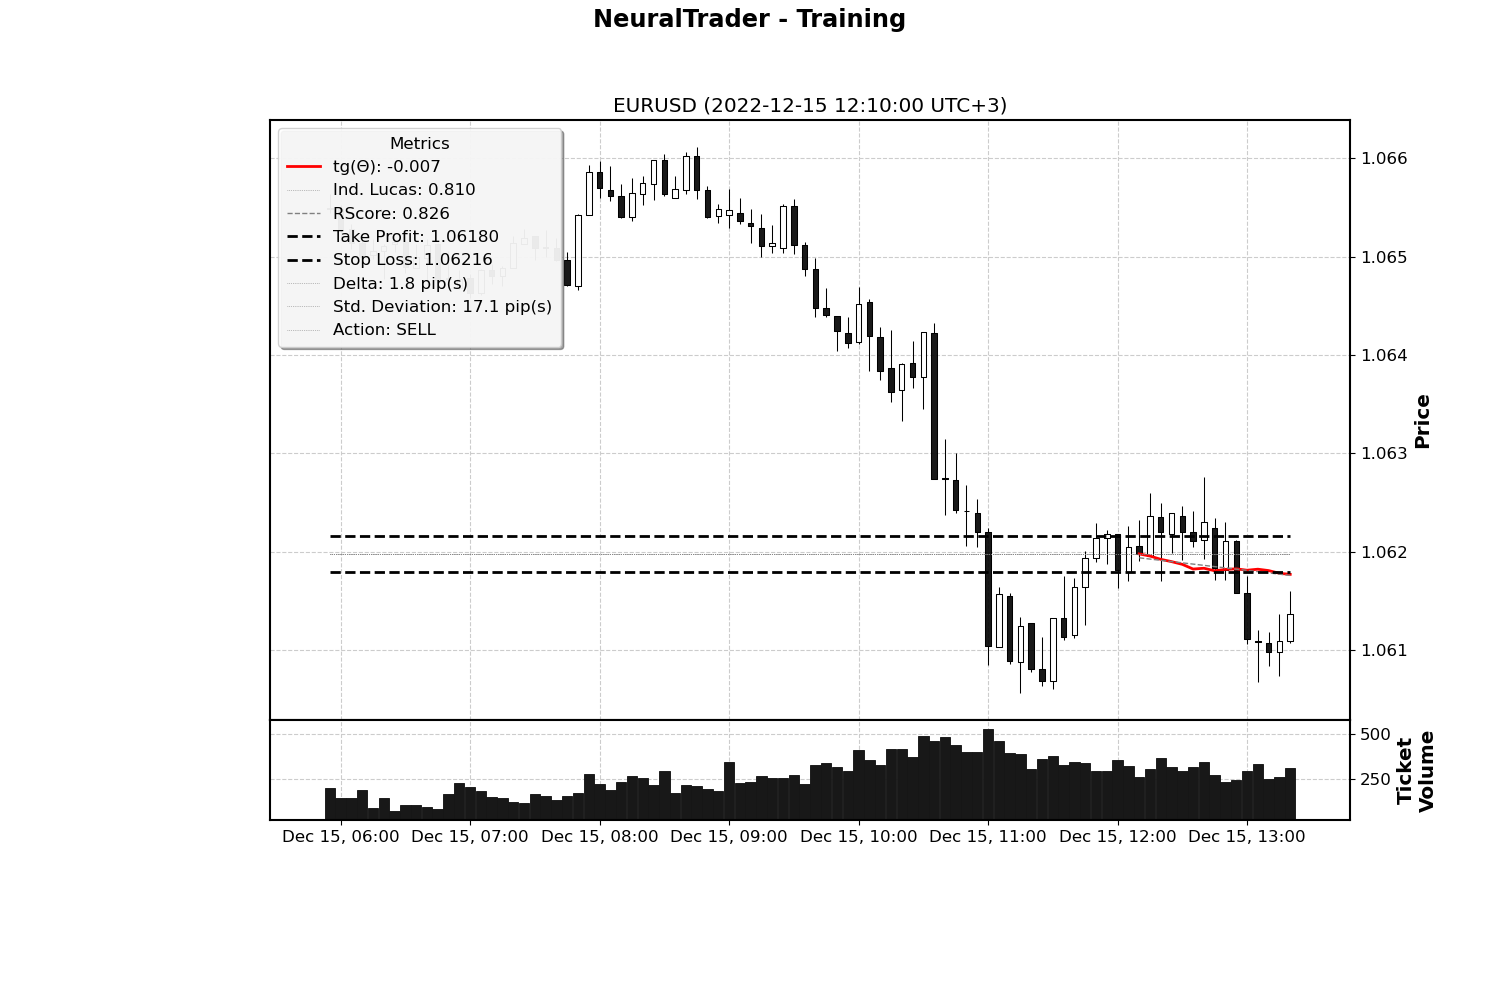 NeuralTrader - Training
EURUSD (2022-12-15 12:10:00 UTC+3)
Metrics
tg(Θ): -0.007
Ind. Lucas: 0.810
RScore: 0.826
Take Profit: 1.06180
Stop Loss: 1.06216
Delta: 1.8 pip(s)
Std. Deviation: 17.1 pip(s)
Action: SELL
1.066
1.065
1.064
1.063
1.062
1.061
Price
500
250
Ticket
Volume
Dec 15, 06:00 Dec 15, 07:00 Dec 15, 08:00 Dec 15, 09:00 Dec 15, 10:00 Dec 15, 11:00 Dec 15, 12:00 Dec 15, 13:00